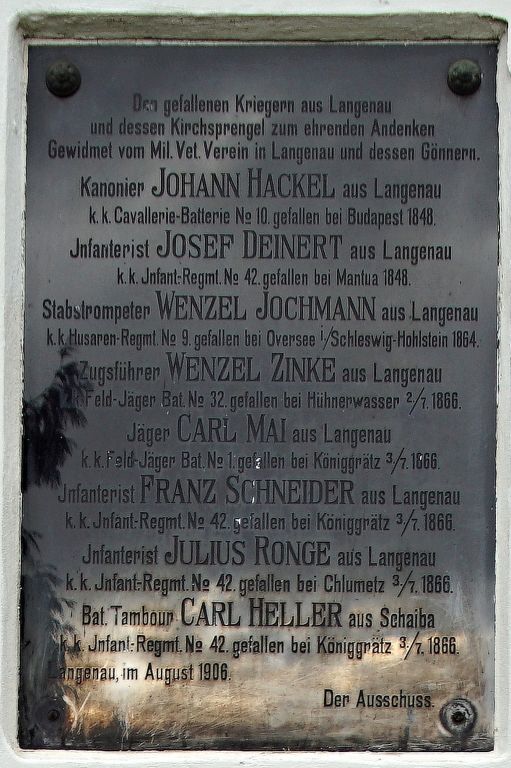 Den gefallenen Kriegern aus Langenau
und dessen Kirchsprengel zum ehrenden Andenken
Gewidmet vom Mil. Vet. Verein in Langenau und dessen Gönnern.
Kanonier JOHANN HACKEL aus Langenau
k. k. Cavallerie-Batterie № 10. gefallen bei Budapest 1848.
Jnfanterist JOSEF DEINERT aus Langenau
k. k. Jnfant-Regmt. № 42. gefallen bei Mantua 1848.
Stabstrompeter WENZEL JOCHMANN aus Langenau
k. k. Husaren-Regmt. № 9. gefallen bei Oversee i/Schleswig-Hohlstein 1864.
Zugsführer WENZEL ZINKE aus Langenau
Feld-Jäger Bat. № 32. gefallen bei Hühnerwasser 2/7. 1866.
Jäger CARL MAI aus Langenau
k. k. Feld-Jäger Bat. № 1. gefallen bei Königgrätz 3/7. 1866.
Jnfanterist FRANZ SCHNEIDER aus Langenau
k. k. Jnfant-Regmt. № 42. gefallen bei Königgrätz 3/7. 1866.
Jnfanterist JULIUS RONGE aus Langenau
k. k. Jnfant-Regmt. № 42. gefallen bei Chlumetz 3/7. 1866.
Bat. Tambour CARL HELLER aus Schaiba
k. k. Jnfant-Regmt. № 42. gefallen bei Königgrätz 3/7. 1866.
Langenau, im August 1906.
Der Ausschuss.